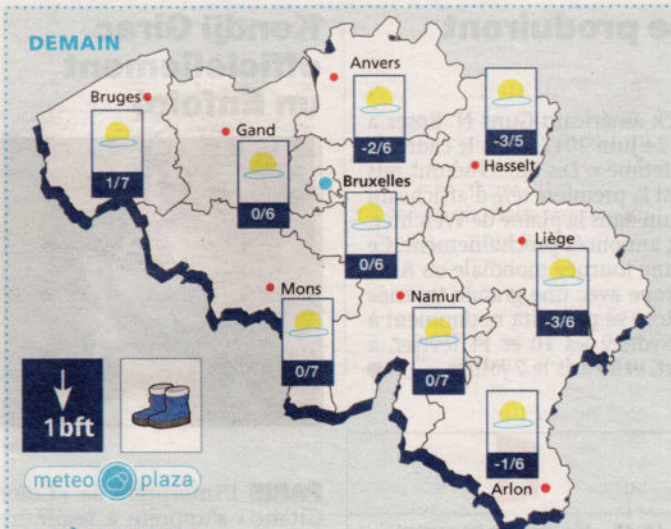 DEMAIN
Anvers
Bruges
Gand
-2/6
-3/5
Hasselt
1/7
Bruxelles
0/6
0/6
Liège
Mons
Namur
-3/6
0/7
0/7
1bft
-1/6
meteo plaza
Arlon